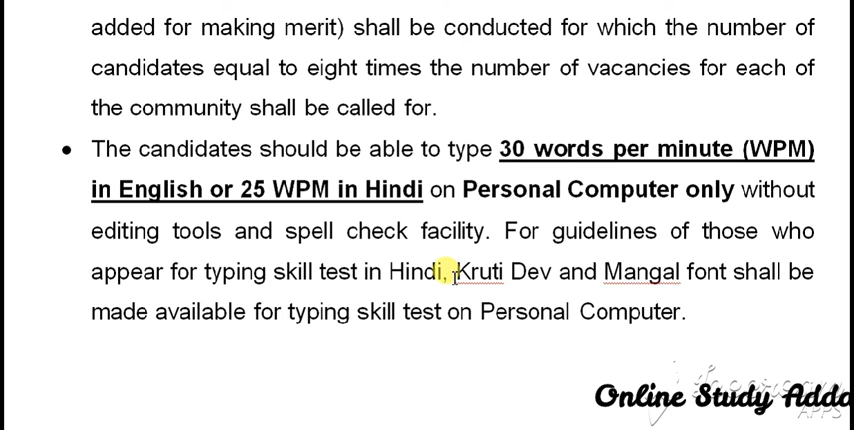 added for making merit) shall be conducted for which the number of
candidates equal to eight times the number of vacancies for each of
the community shall be called for.
• The candidates should be able to type 30 words per minute (WPM)
in English or 25 WPM in Hindi on Personal Computer only without
editing tools and spell check facility. For guidelines of those who
appear for typing skill test in Hindi, Kruti Dev and Mangal font shall be
made available for typing skill test on Personal Computer.
Online Study Adda
APPS